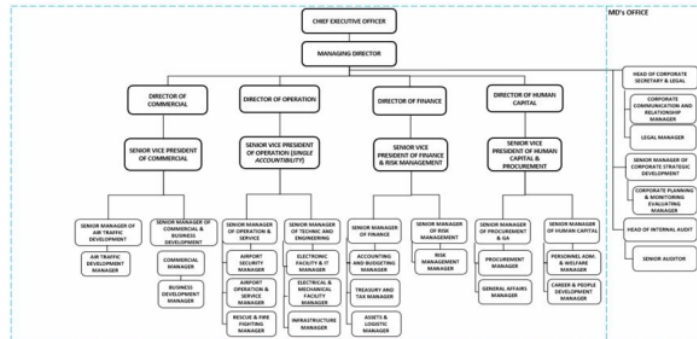 MD's OFFICE
CHIEF EXECUTIVE OFFICER
MANAGING DIRECTOR
HEAD OF CORPORATE
SECRETARY & LEGAL
CORPORATE
COMMUNICATION AND
RELATIONSHIP
MANAGER
LEGAL MANAGER
SENIOR MANAGER OF
CORPORATE STRATEGIC
DEVELOPMENT
CORPORATE PLANNING
& MONITORING
EVALUATING MANAGER
HEAD OF INTERNAL AUDIT
SENIOR AUDITOR
DIRECTOR OF
COMMERCIAL
DIRECTOR OF OPERATION
DIRECTOR OF FINANCE
DIRECTOR OF HUMAN
CAPITAL
SENIOR VICE PRESIDENT
OF COMMERCIAL
SENIOR VICE PRESIDENT
OF OPERATION (SINGLE
ACCOUNTIBILITY)
SENIOR VICE
PRESIDENT OF FINANCE
& RISK MANAGEMENT
SENIOR VICE
PRESIDENT OF HUMAN
CAPITAL &
PROCUREMENT
SENIOR MANAGER OF
AIR TRAFFIC
DEVELOPMENT
AIR TRAFFIC
DEVELOPMENT MANAGER
SENIOR MANAGER OF
COMMERCIAL &
BUSINESS
DEVELOPMENT
COMMERCIAL
MANAGER
BUSINESS
DEVELOPMENT
MANAGER
SENIOR MANAGER
OF OPERATION &
SERVICE
AIRPORT
SECURITY
MANAGER
AIRPORT
OPERATION &
SERVICE
MANAGER
RESCUE & FIRE
FIGHTING
MANAGER
SENIOR MANAGER
OF TECHNIC AND
ENGINEERING
ELECTRONIC
FACILITY & IT
MANAGER
ELECTRICAL &
MECHANICAL
FACILITY MANAGER
INFRASTRUCTURE
MANAGER
SENIOR MANAGER
OF FINANCE
ACCOUNTING
AND BUDGETING
MANAGER
TREASURY AND
TAX MANAGER
ASSETS &
LOGISTIC
MANAGER
SENIOR MANAGER
OF RISK
MANAGEMENT
RISK
MANAGEMENT
MANAGER
SENIOR MANAGER
OF PROCUREMENT
& GA
PROCUREMENT
MANAGER
GENERAL AFFAIRS
MANAGER
SENIOR MANAGER
OF HUMAN CAPITAL
PERSONNEL ADM.
& WELFARE
MANAGER
CAREER & PEOPLE
DEVELOPMENT
MANAGER